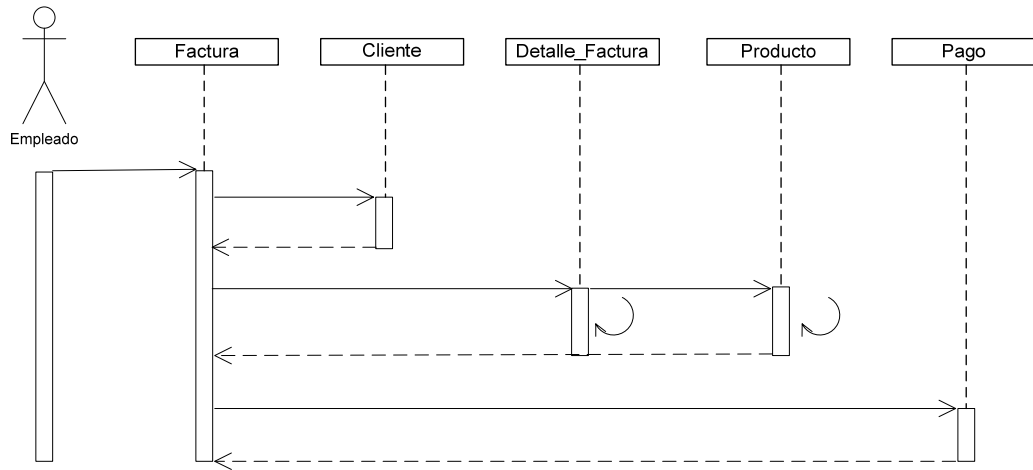 Factura
Cliente
Detalle_Factura
Producto
Pago
Empleado